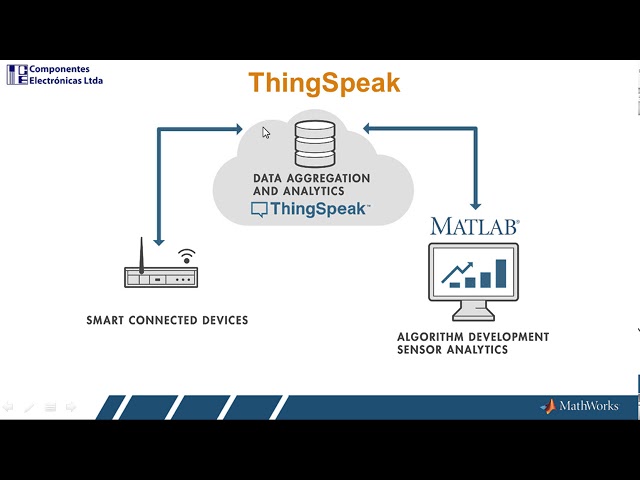 Componentes
Electrónicas Ltda
ThingSpeak
DATA AGGREGATION
AND ANALYTICS
ThingSpeak™
MATLAB®
SMART CONNECTED DEVICES
ALGORITHM DEVELOPMENT
SENSOR ANALYTICS
MathWorks